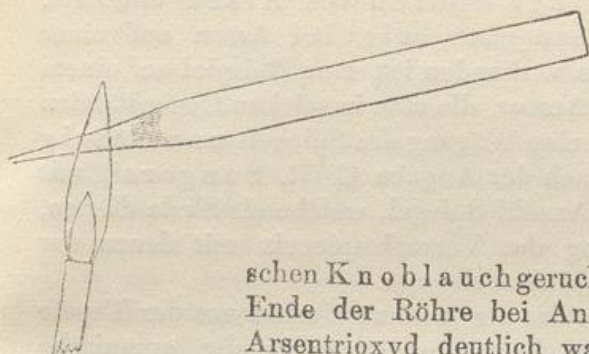 schen Knoblauchgeruch
Ende der Röhre bei An
Arsentrioxyd deutlich wa